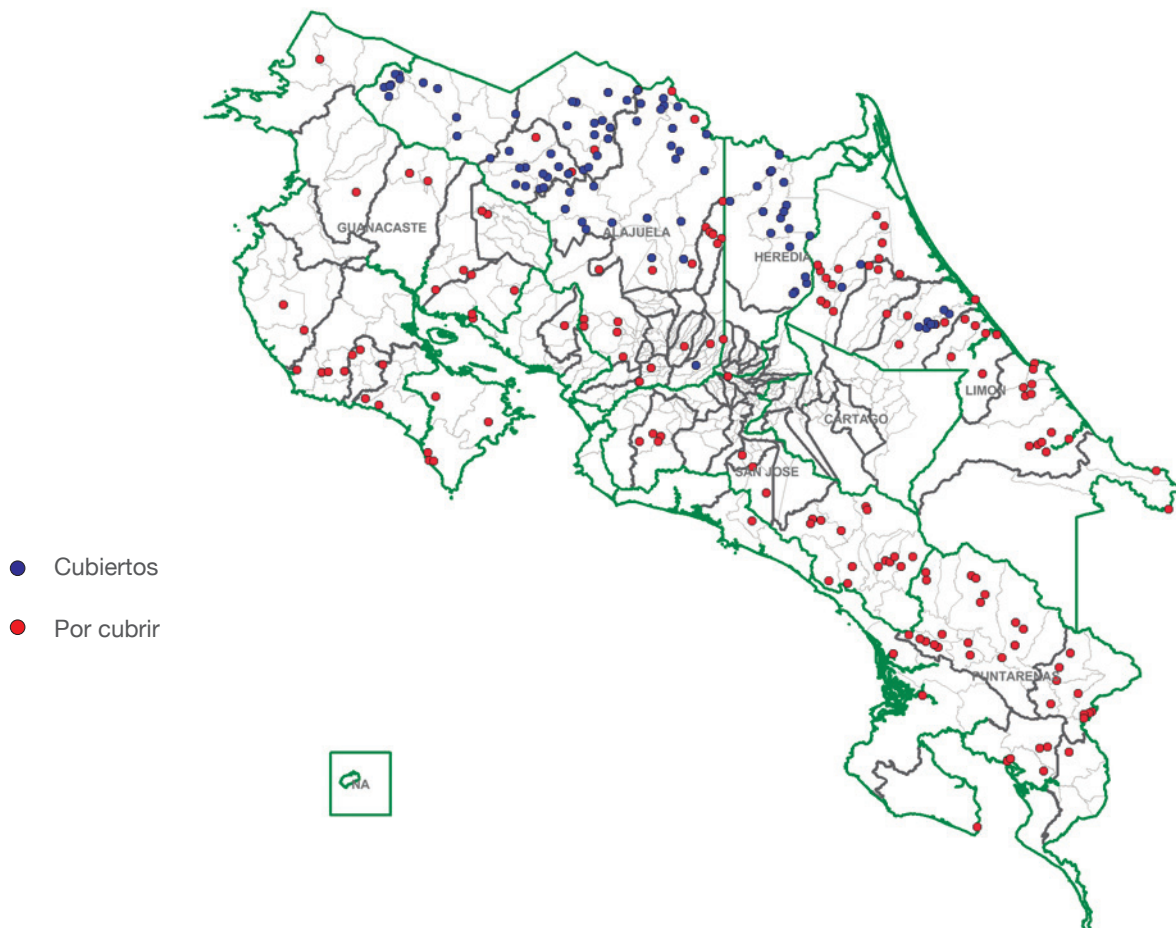 GUANACASTE
ALAJUELA
HEREDIA
LIMON
CARTAGO
SAN JOSE
Cubiertos
Por cubrir
PUNTARENAS
NA